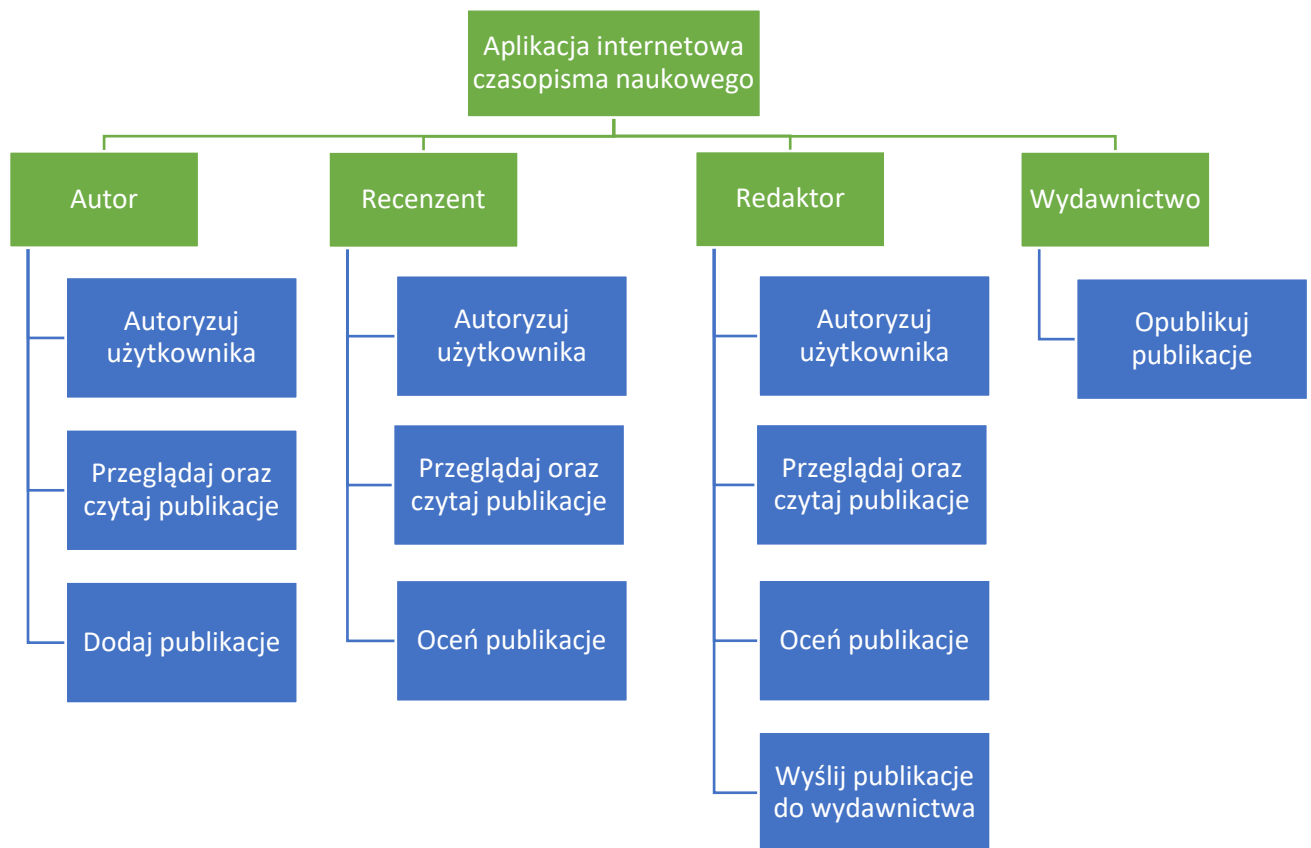 Aplikacja internetowa
czasopisma naukowego
Autor
Recenzent
Redaktor
Wydawnictwo
Autoryzuj
użytkownika
Przeglądaj oraz
czytaj publikacje
Dodaj publikacje
Autoryzuj
użytkownika
Przeglądaj oraz
czytaj publikacje
Oceń publikacje
Autoryzuj
użytkownika
Przeglądaj oraz
czytaj publikacje
Oceń publikacje
Wyślij publikacje
do wydawnictwa
Opublikuj
publikacje